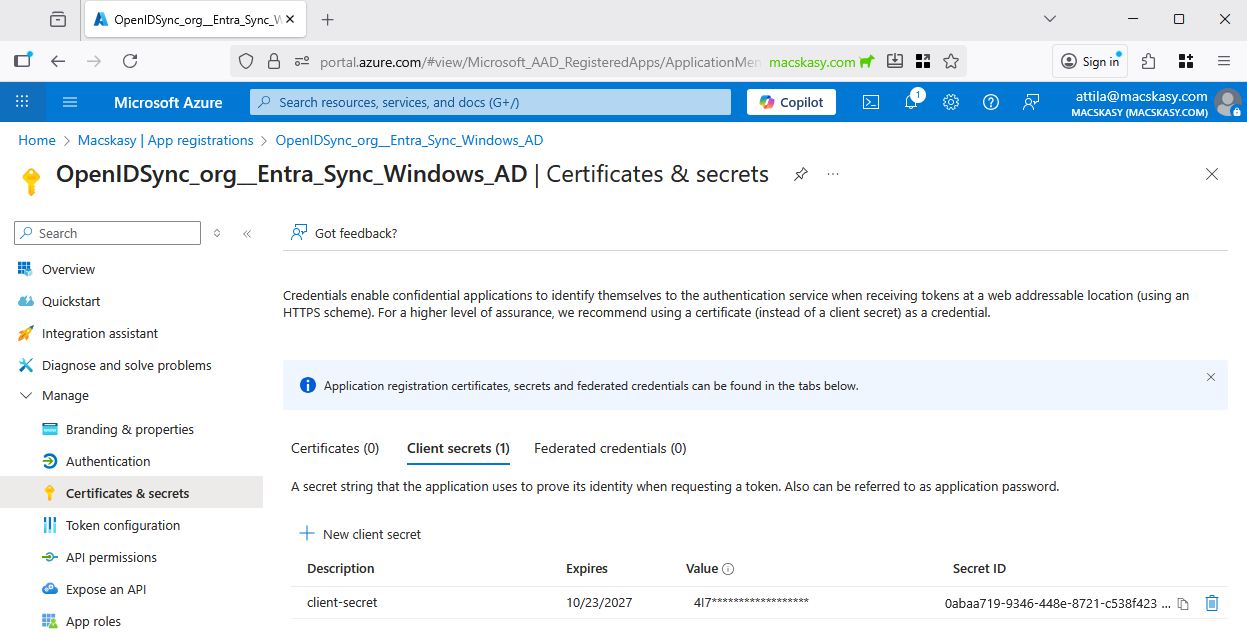 OpenIDSync_org__Entra_Sync_W
portal.azure.com/#view/Microsoft_AAD_RegisteredApps/ApplicationMen
macskasy.com
Sign in
Microsoft Azure
Search resources, services, and docs (G+/)
Copilot
1
attila@macskasy.com
MACSKASY (MACSKASY.COM)
Home > Macskasy | App registrations > OpenIDSync_org__Entra_Sync_Windows_AD
OpenIDSync_org__Entra_Sync_Windows_AD | Certificates & secrets
Search
Got feedback?
Overview
Quickstart
Integration assistant
Diagnose and solve problems
Manage
Branding & properties
Authentication
Certificates & secrets
Token configuration
API permissions
Expose an API
App roles
Credentials enable confidential applications to identify themselves to the authentication service when receiving tokens at a web addressable location (using an
HTTPS scheme). For a higher level of assurance, we recommend using a certificate (instead of a client secret) as a credential.
Application registration certificates, secrets and federated credentials can be found in the tabs below.
Certificates (0) Client secrets (1) Federated credentials (0)
A secret string that the application uses to prove its identity when requesting a token. Also can be referred to as application password.
New client secret
Description Expires Value Secret ID
client-secret 10/23/2027 4I7****************** 0abaa719-9346-448e-8721-c538f423 ...